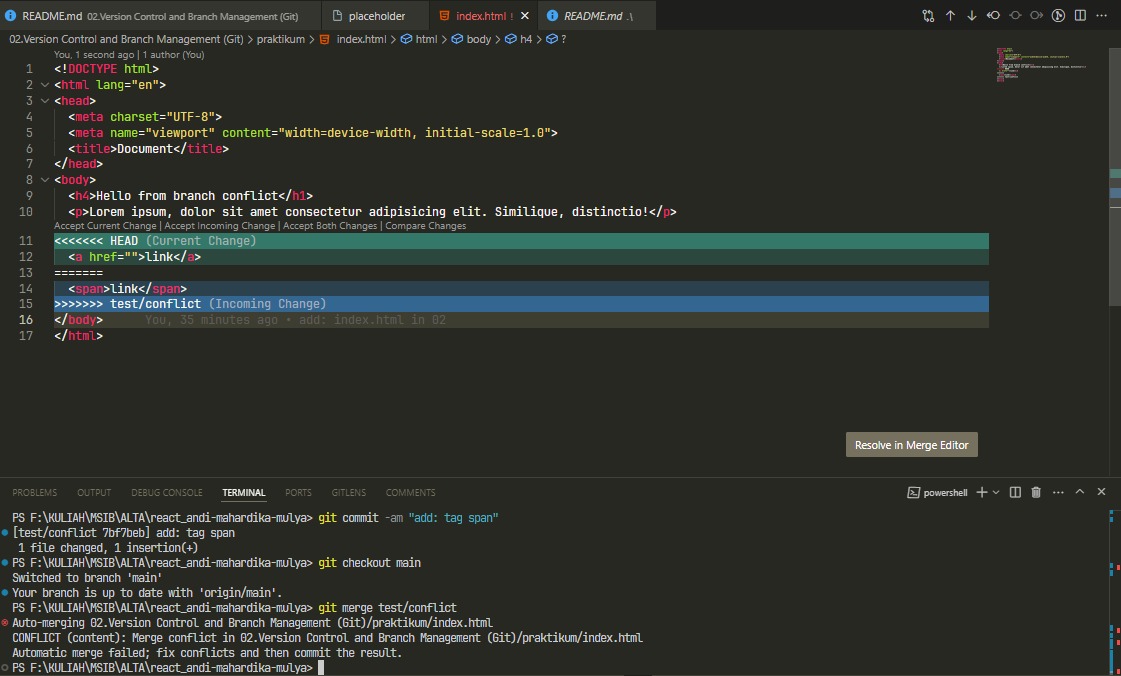 README.md 02.Version Control and Branch Management (Git) placeholder index.html ! README.md .\
02.Version Control and Branch Management (Git) > praktikum > index.html > html > body > h4 > ?
You, 1 second ago | 1 author (You)
1 <!DOCTYPE html>
2 <html lang="en">
3 <head>
4 <meta charset="UTF-8">
5 <meta name="viewport" content="width=device-width, initial-scale=1.0">
6 <title>Document</title>
7 </head>
8 <body>
9 <h4>Hello from branch conflict</h1>
10 <p>Lorem ipsum, dolor sit amet consectetur adipisicing elit. Similique, distinctio!</p>
Accept Current Change | Accept Incoming Change | Accept Both Changes | Compare Changes
11 <<<<<<< HEAD (Current Change)
12 <a href="">link</a>
13 =======
14 <span>link</span>
15 >>>>>>> test/conflict (Incoming Change)
16 </body> You, 35 minutes ago • add: index.html in 02
17 </html>
Resolve in Merge Editor
PROBLEMS OUTPUT DEBUG CONSOLE TERMINAL PORTS GITLENS COMMENTS powershell
PS F:\KULIAH\MSIB\ALTA\react_andi-mahardika-mulya> git commit -am "add: tag span"
[test/conflict 7bf7beb] add: tag span
1 file changed, 1 insertion(+)
PS F:\KULIAH\MSIB\ALTA\react_andi-mahardika-mulya> git checkout main
Switched to branch 'main'
Your branch is up to date with 'origin/main'.
PS F:\KULIAH\MSIB\ALTA\react_andi-mahardika-mulya> git merge test/conflict
Auto-merging 02.Version Control and Branch Management (Git)/praktikum/index.html
CONFLICT (content): Merge conflict in 02.Version Control and Branch Management (Git)/praktikum/index.html
Automatic merge failed; fix conflicts and then commit the result.
PS F:\KULIAH\MSIB\ALTA\react_andi-mahardika-mulya>